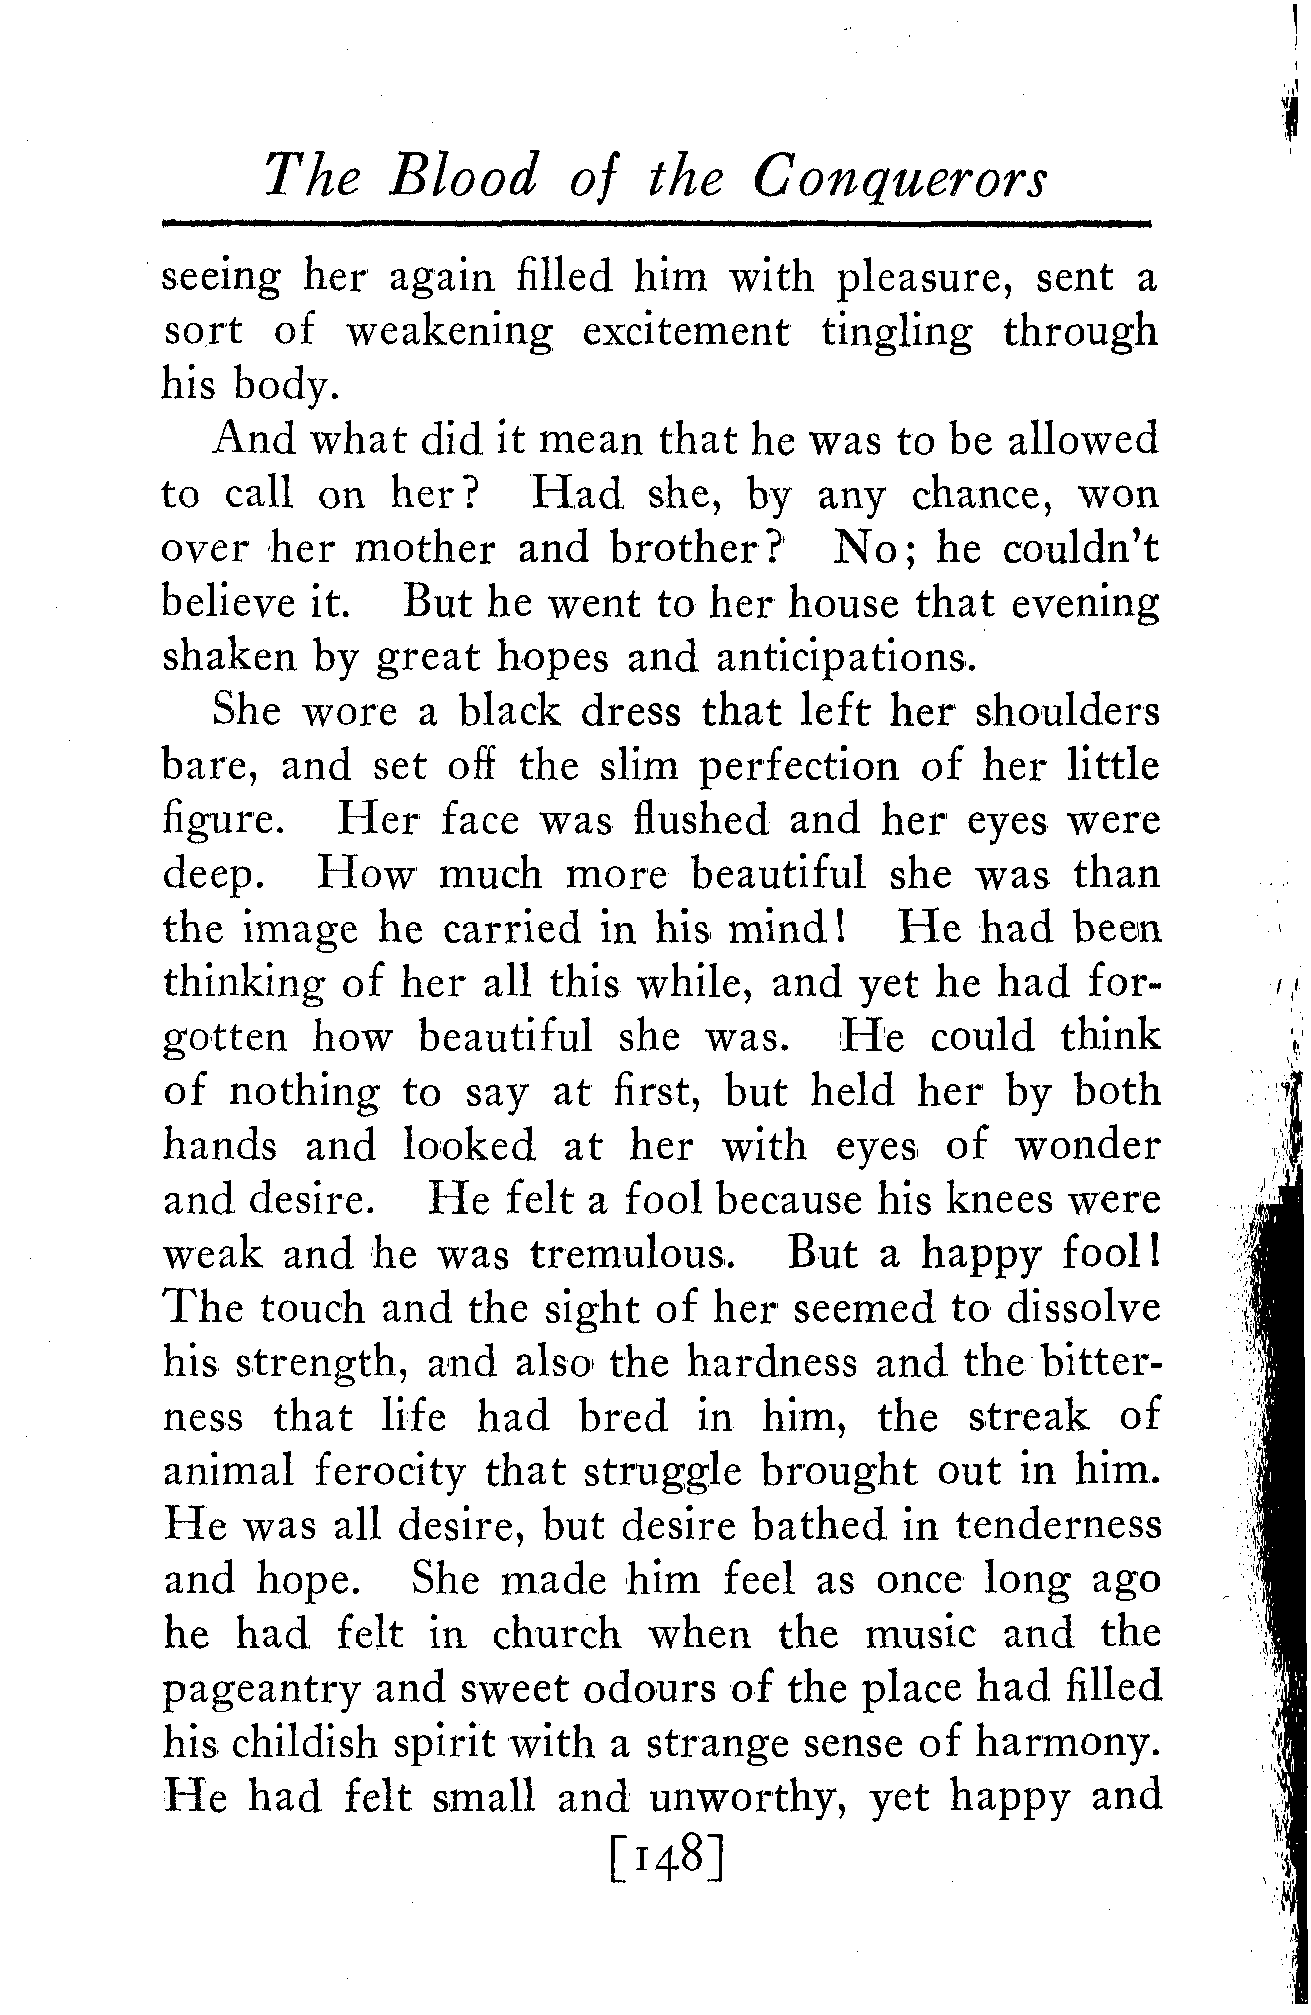 The Blood of the Conquerors
seeing her again filled him with pleasure, sent a
sort of weakening excitement tingling through
his body.
And what did it mean that he was to be allowed
to call on her? Had she, by any chance, won
over her mother and brother? No; he couldn't
believe it. But he went to her house that evening
shaken by great hopes and anticipations.
She wore a black dress that left her shoulders
bare, and set off the slim perfection of her little
figure. Her face was flushed and her eyes were
deep. How much more beautiful she was than
the image he carried in his mind! He had been
thinking of her all this while, and yet he had for-
gotten how beautiful she was. He could think
of nothing to say at first, but held her by both
hands and looked at her with eyes of wonder
and desire. He felt a fool because his knees were
weak and he was tremulous. But a happy fool!
The touch and the sight of her seemed to dissolve
his strength, and also the hardness and the bitter-
ness that life had bred in him, the streak of
animal ferocity that struggle brought out in him.
He was all desire, but desire bathed in tenderness
and hope. She made him feel as once long ago
he had felt in church when the music and the
pageantry and sweet odours of the place had filled
his childish spirit with a strange sense of harmony.
He had felt small and unworthy, yet happy and
[148]